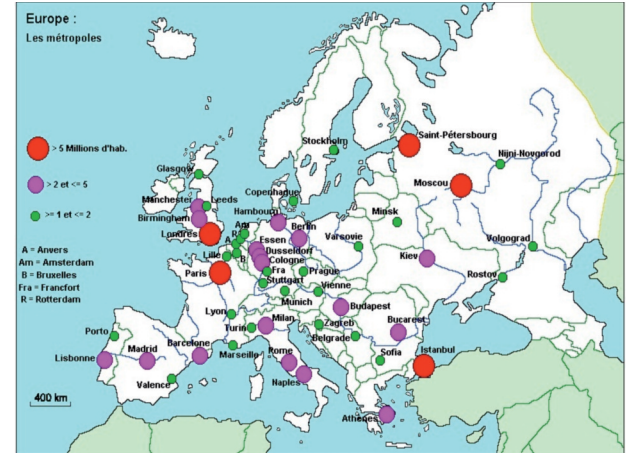 Europe :
Les métropoles
> 5 Millions d'hab.
> 2 et <= 5
>= 1 et <= 2
A = Anvers
Am = Amsterdam
B = Bruxelles
Fra = Francfort
R = Rotterdam
400 km
Stockholm
Saint-Pétersbourg
Nijni-Novgorod
Glasgow
Moscou
Copenhague
Manchester
Leeds
Hambourg
Minsk
Birmingham
Am
Berlin
Londres
R
Essen
Varsovie
Volgograd
A
Dusseldorf
Lille
B
Cologne
Kiev
Paris
Fra
Prague
Rostov
Stuttgart
Vienne
Munich
Budapest
Lyon
Milan
Zagreb
Bucarest
Porto
Turin
Belgrade
Barcelone
Marseille
Rome
Sofia
Istanbul
Lisbonne
Madrid
Valence
Naples
Athènes